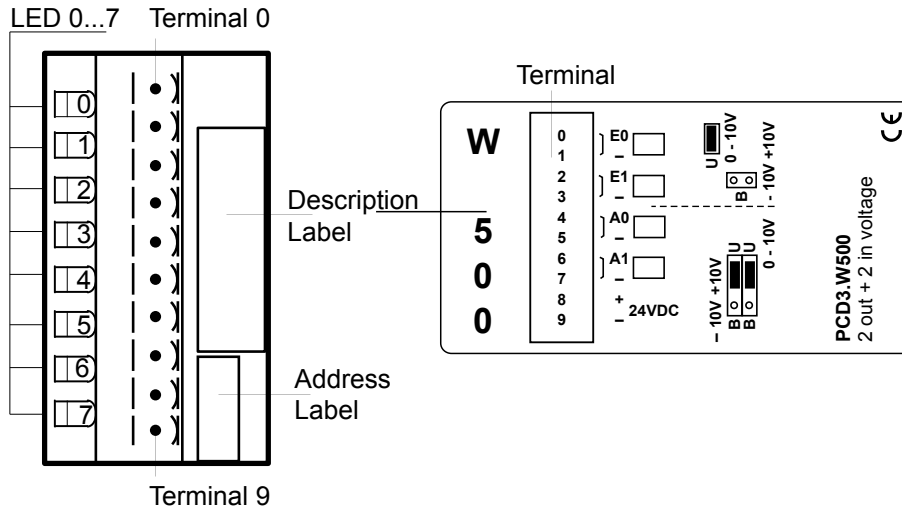 LED 0...7 Terminal 0
0
1
2
3
4
5
6
7
Description
Label
Address
Label
Terminal 9
Terminal
W
5
0
0
0
1
2
3
4
5
6
7
8
9
E0
–
E1
–
A0
–
A1
–
+
–
24VDC
U
0 - 10V
B
- 10V +10V
– 10V +10V
B U
B U
0 - 10V
PCD3.W500
2 out + 2 in voltage
CE